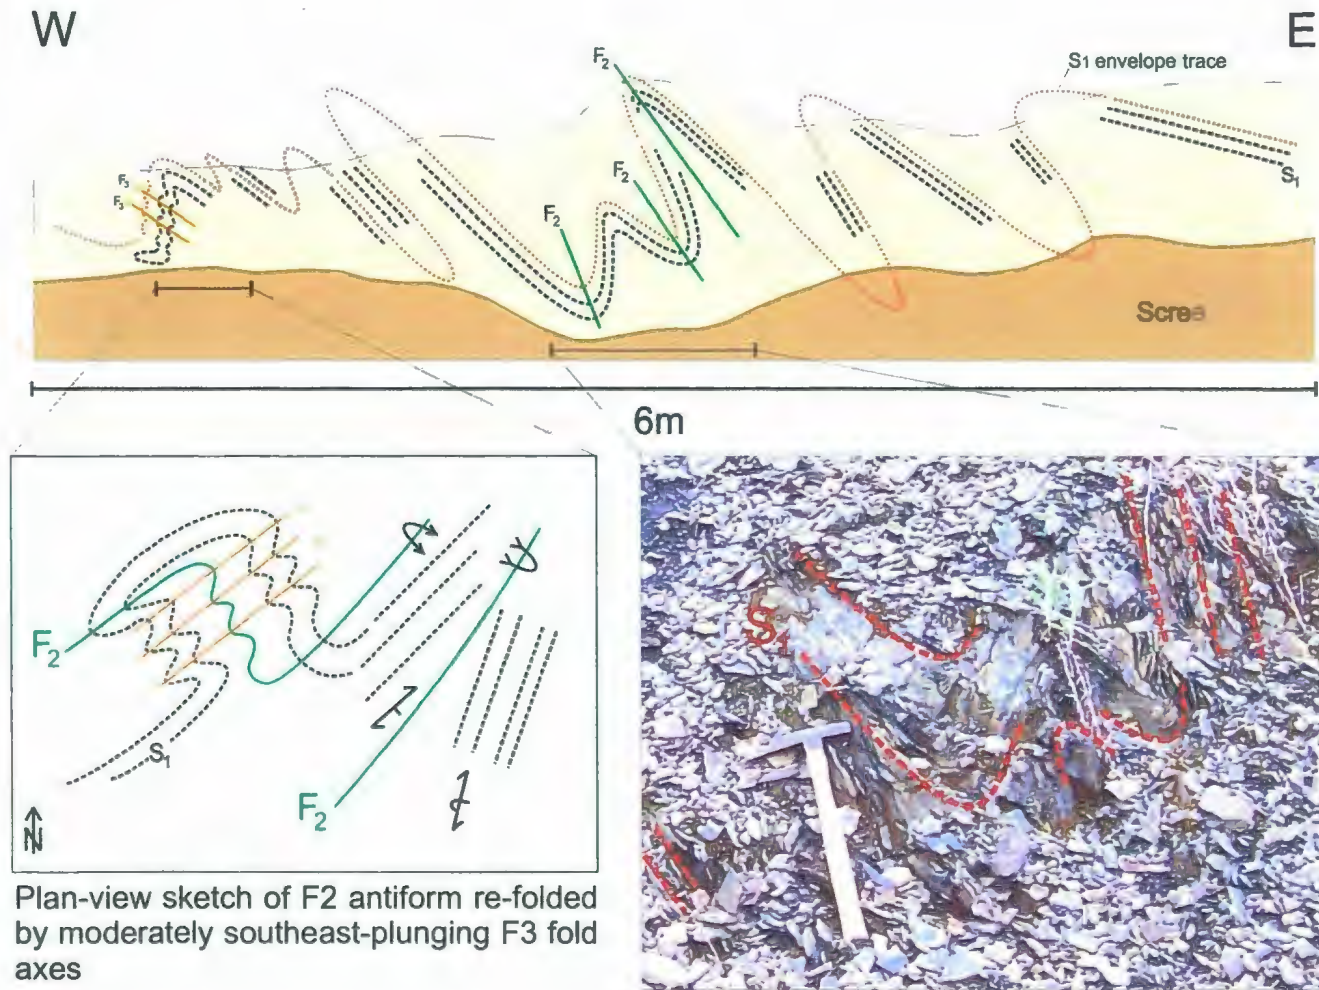 W
E
S1 envelope trace
F2
F2
F2
F3
F3
S1
Scree
6m
F2
S1
F2
N
S1
Plan-view sketch of F2 antiform re-folded
by moderately southeast-plunging F3 fold
axes